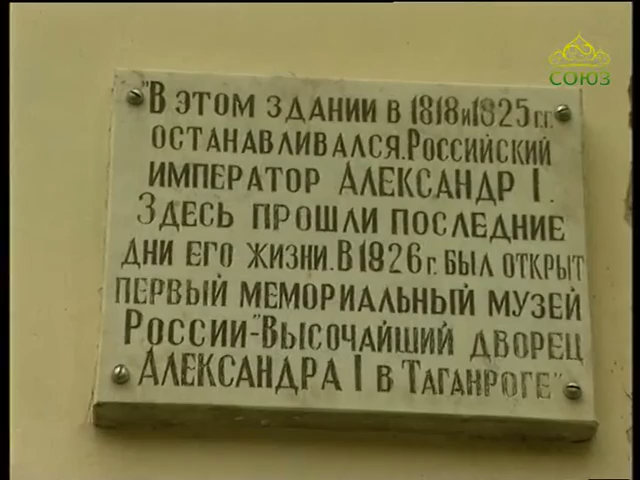 СОЮЗ
"В этом здании в 1818 и 1825 г.г.
останавливался. Российский
император Александр I.
Здесь прошли последние
дни его жизни. В 1826 г. был открыт
первый мемориальный музей
России-"Высочайший дворец
Александра I в Таганроге"